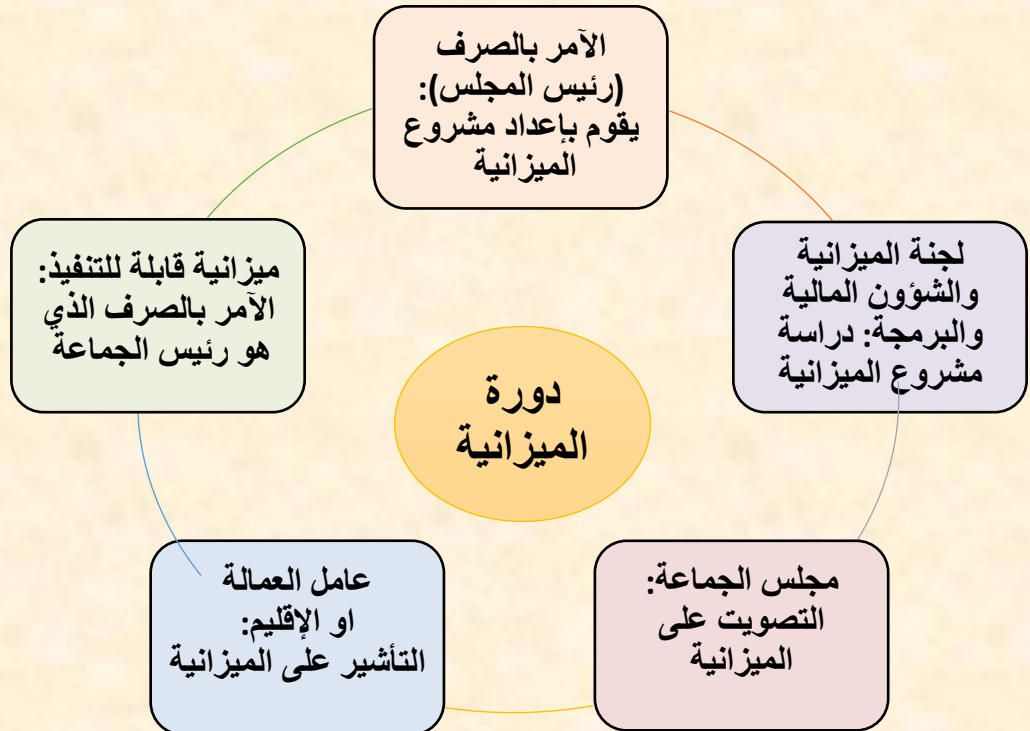 الآمر بالصرف
(رئيس المجلس):
يقوم بإعداد مشروع
الميزانية
لجنة الميزانية
والشؤون المالية
والبرمجة: دراسة
مشروع الميزانية
مجلس الجماعة:
التصويت على
الميزانية
عامل العمالة
او الإقليم:
التأشير على الميزانية
ميزانية قابلة للتنفيذ:
الآمر بالصرف الذي
هو رئيس الجماعة
دورة
الميزانية